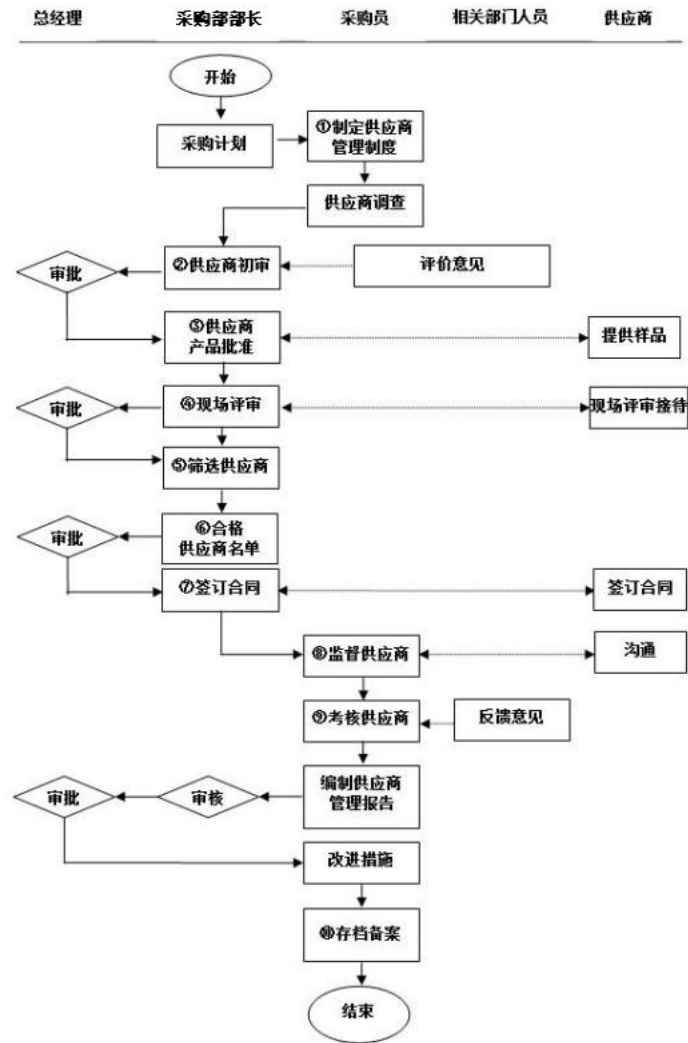 总经理 采购部部长 采购员 相关部门人员 供应商
开始
采购计划
①制定供应商
管理制度
供应商调查
审批
②供应商初审
评价意见
③供应商
产品批准
提供样品
审批
④现场评审
现场评审接待
⑤筛选供应商
审批
⑥合格
供应商名单
⑦签订合同
签订合同
⑧监督供应商
沟通
⑨考核供应商
反馈意见
审批
审核
编制供应商
管理报告
改进措施
⑩存档备案
结束